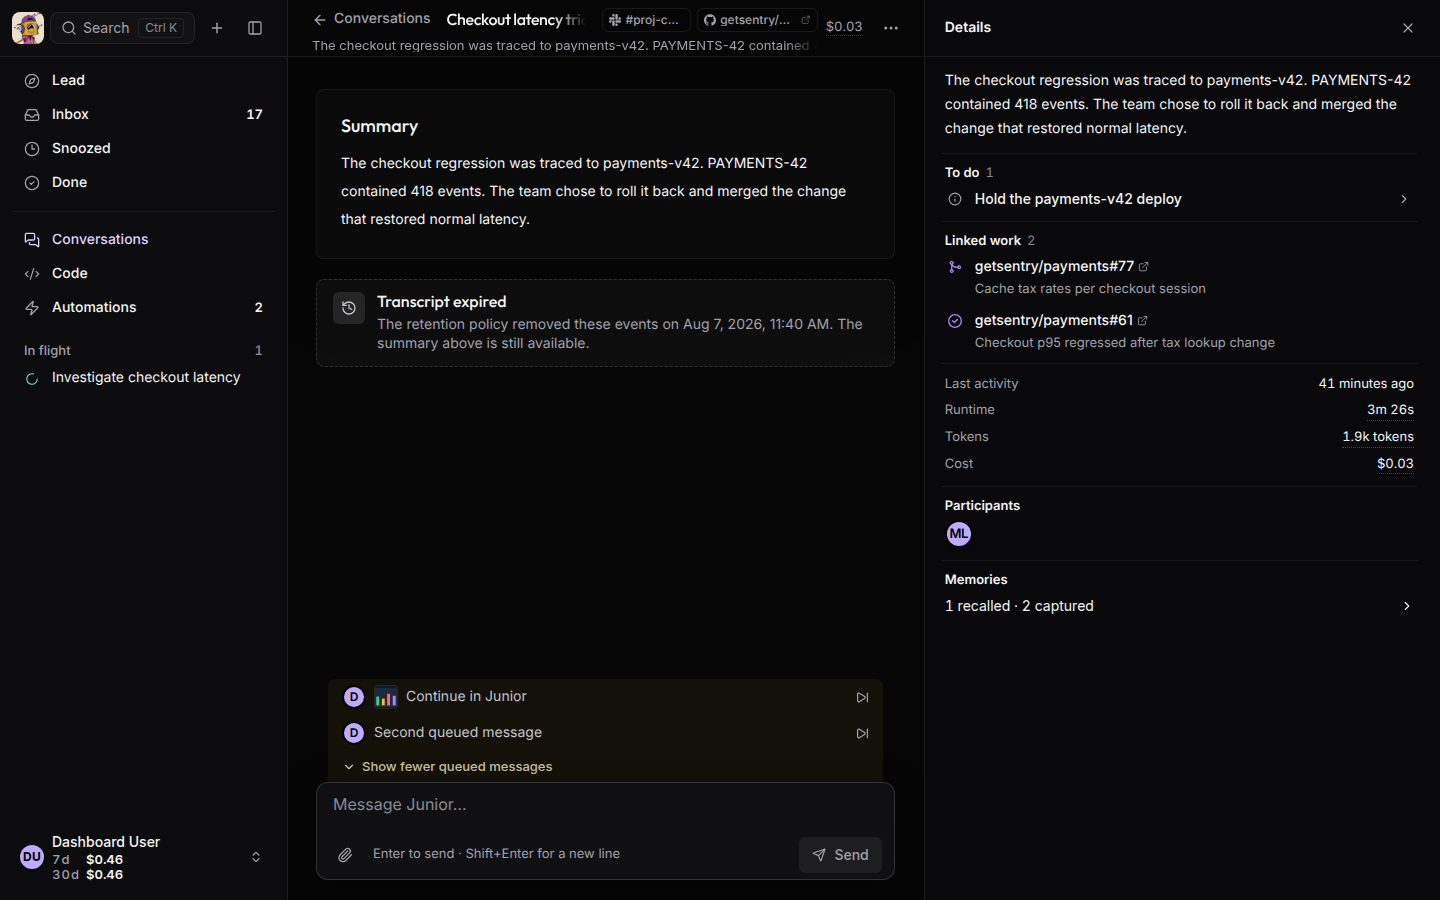 Search Ctrl K
Lead
Inbox 17
Snoozed
Done
Conversations
Code
Automations 2
In flight 1
Investigate checkout latency
DU Dashboard User
7d $0.46
30d $0.46
Conversations Checkout latency #proj-c... getsentry/... $0.03
The checkout regression was traced to payments-v42. PAYMENTS-42 contained
Summary
The checkout regression was traced to payments-v42. PAYMENTS-42
contained 418 events. The team chose to roll it back and merged the change
that restored normal latency.
Transcript expired
The retention policy removed these events on Aug 7, 2026, 11:40 AM. The
summary above is still available.
D Continue in Junior
D Second queued message
Show fewer queued messages
Message Junior...
Enter to send · Shift+Enter for a new line Send
Details
The checkout regression was traced to payments-v42. PAYMENTS-42
contained 418 events. The team chose to roll it back and merged the
change that restored normal latency.
To do 1
Hold the payments-v42 deploy
Linked work 2
getsentry/payments#77
Cache tax rates per checkout session
getsentry/payments#61
Checkout p95 regressed after tax lookup change
Last activity 41 minutes ago
Runtime 3m 26s
Tokens 1.9k tokens
Cost $0.03
Participants
ML
Memories
1 recalled · 2 captured